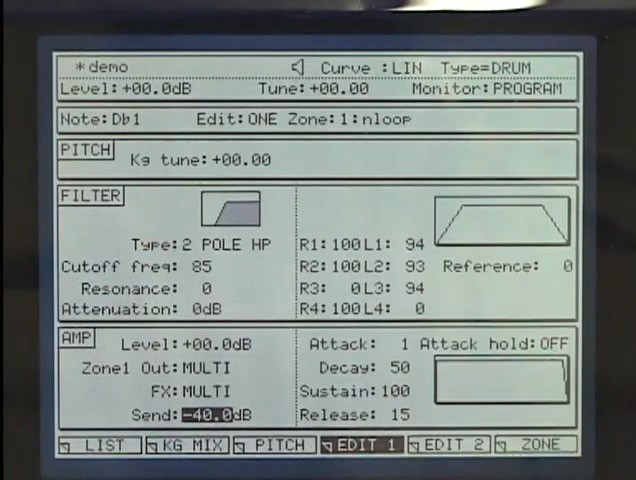 *demo Curve :LIN Type=DRUM
Level:+00.0dB Tune:+00.00 Monitor:PROGRAM
Note:Db1 Edit:ONE Zone:1:nloop
PITCH
Kg tune:+00.00
FILTER
Type:2 POLE HP R1:100 L1: 94
Cutoff freq: 85 R2:100 L2: 93 Reference: 0
Resonance: 0 R3: 0 L3: 94
Attenuation: 0dB R4:100 L4: 0
AMP
Level:+00.0dB Attack: 1 Attack hold:OFF
Zone1 Out:MULTI Decay: 50
FX:MULTI Sustain:100
Send:-40.0dB Release: 15
LIST KG MIX PITCH EDIT 1 EDIT 2 ZONE